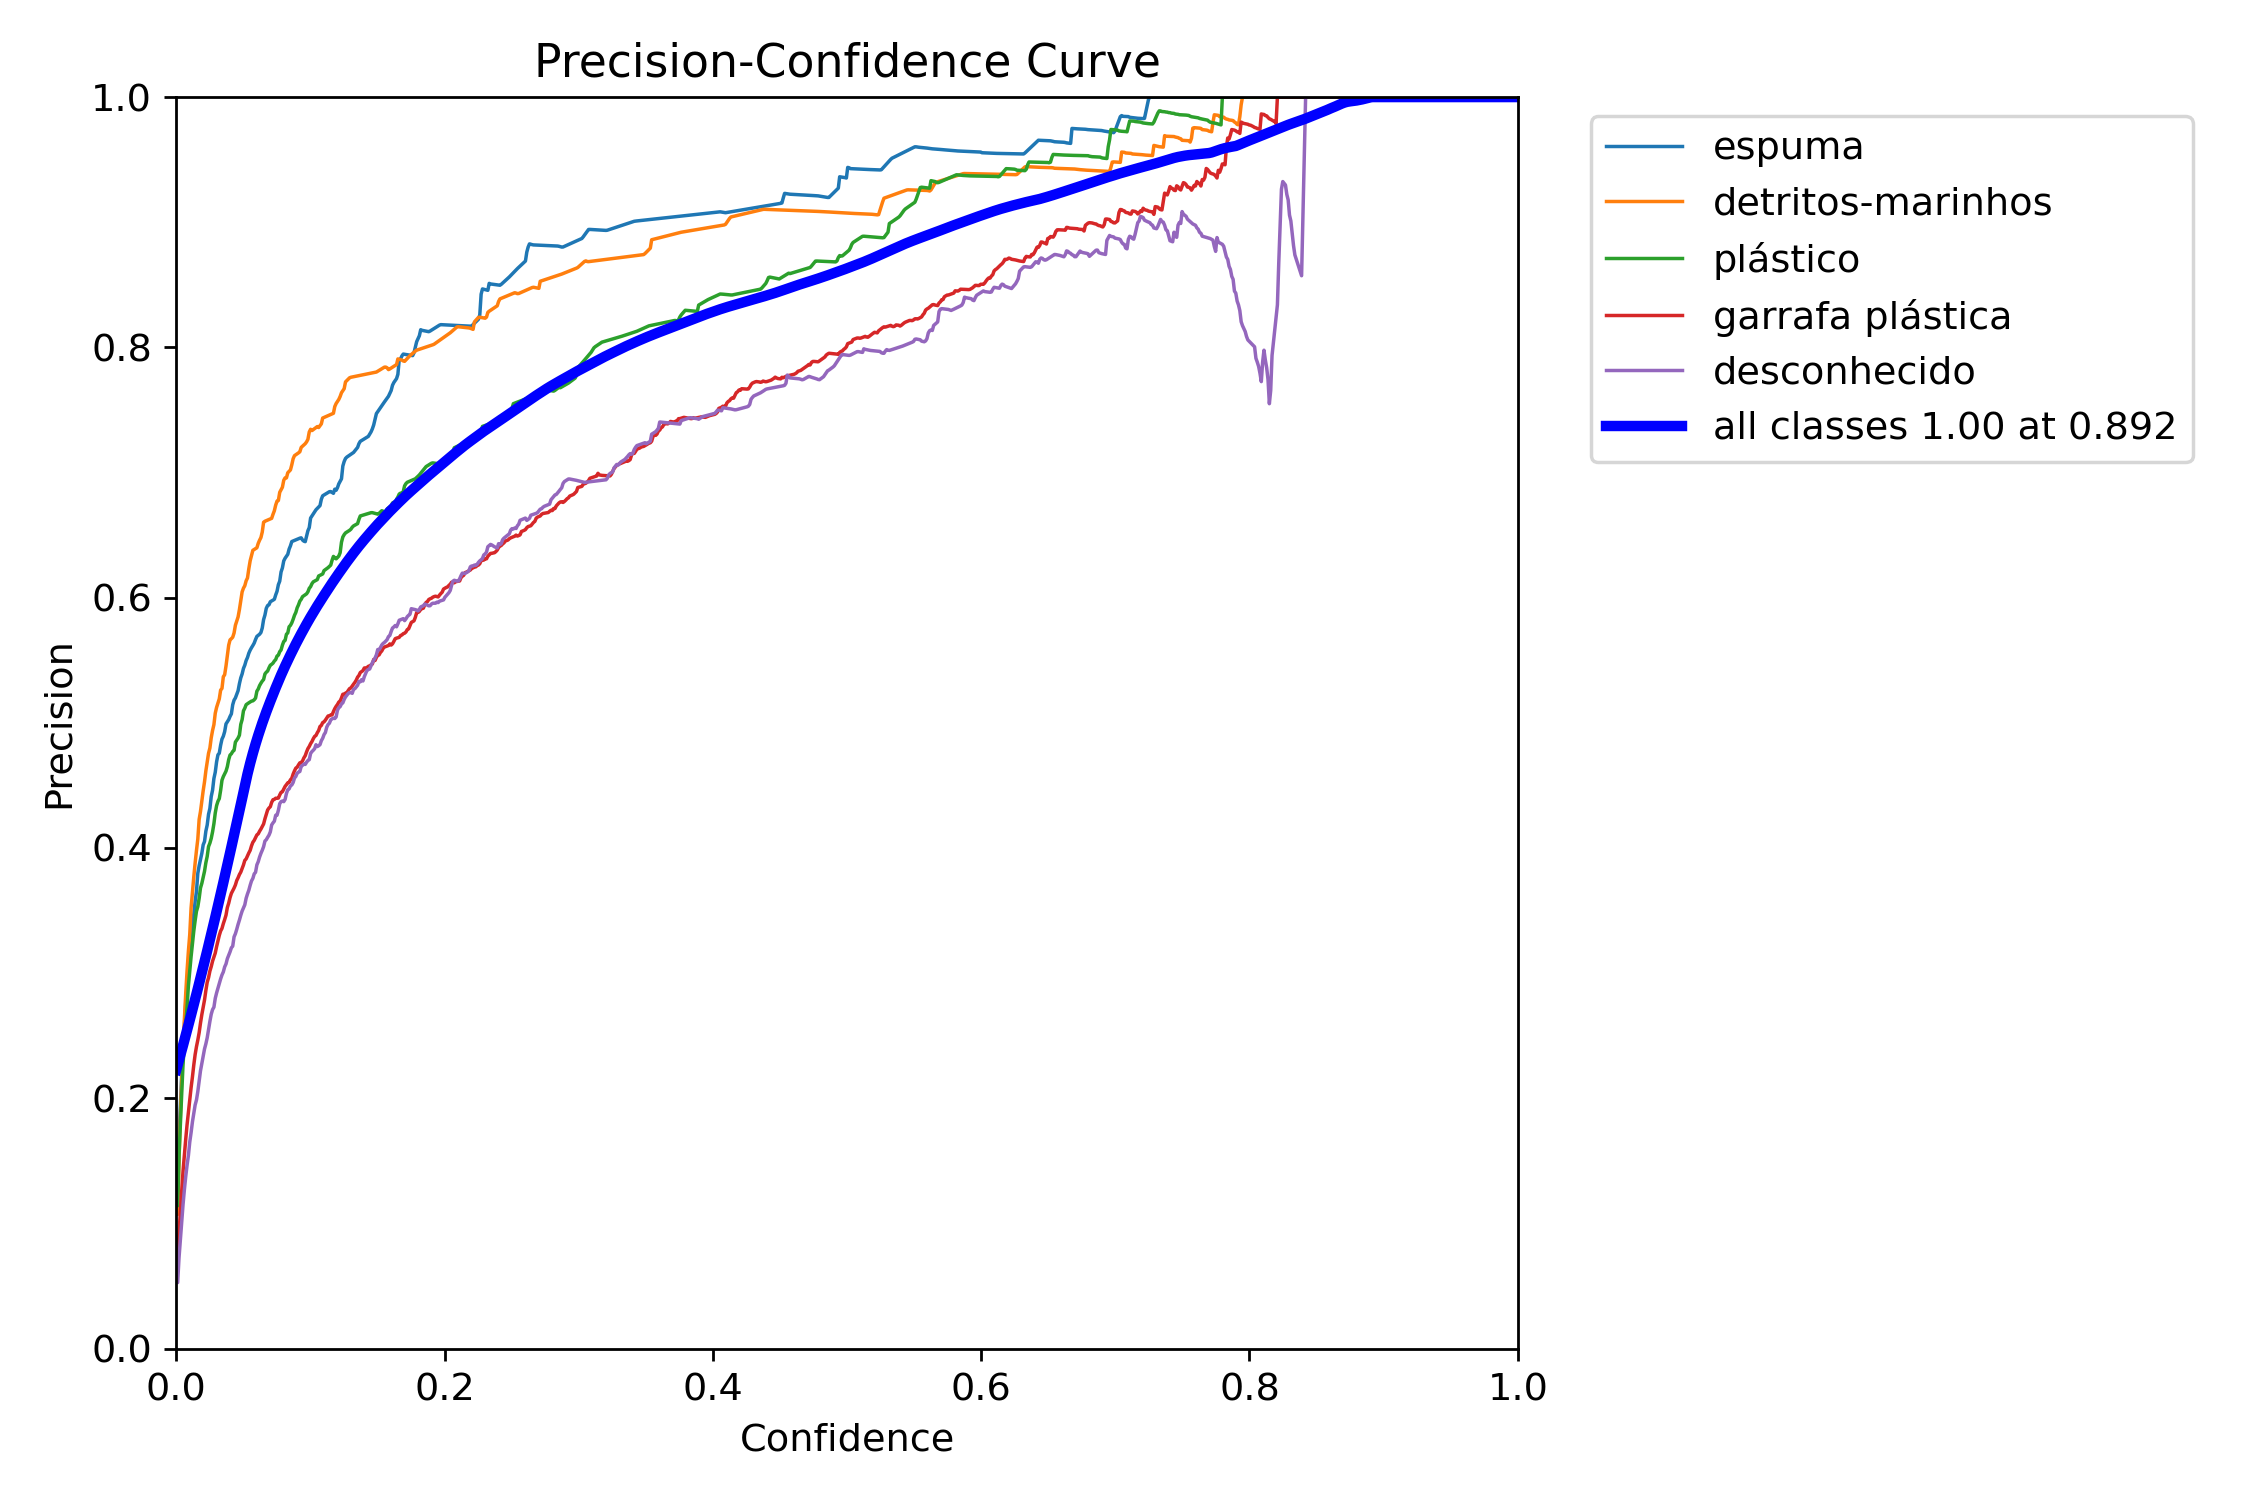 Precision-Confidence Curve
1.0
0.8
0.6
0.4
0.2
0.0
Precision
0.0 0.2 0.4 0.6 0.8 1.0
Confidence
espuma
detritos-marinhos
plástico
garrafa plástica
desconhecido
all classes 1.00 at 0.892